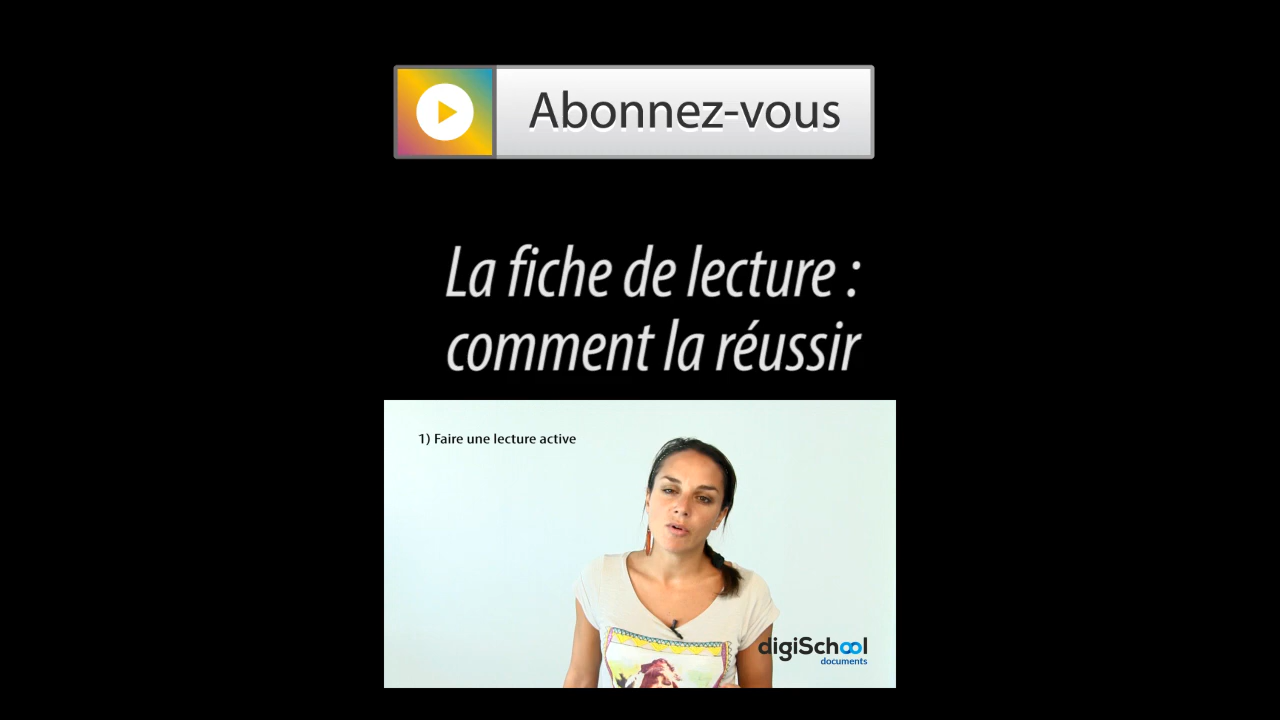 Abonnez-vous
La fiche de lecture :
comment la réussir
1) Faire une lecture active
digiSchool
documents